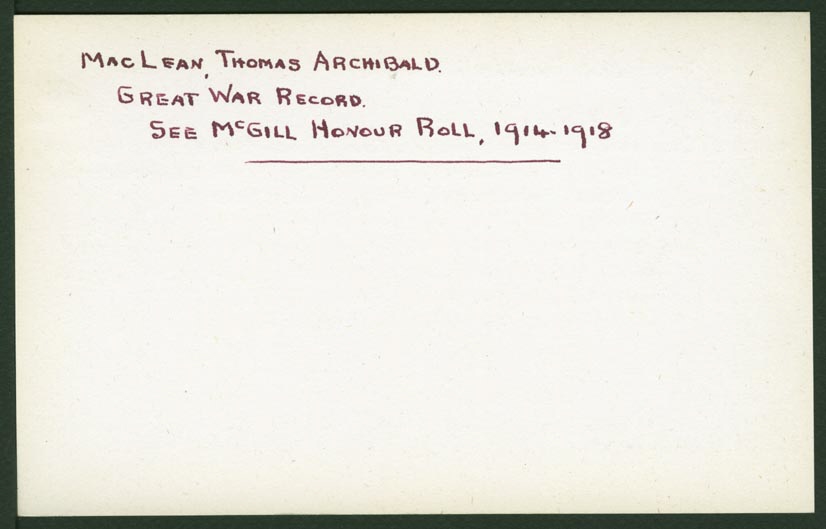 MacLean, Thomas Archibald.
Great War Record.
See McGill Honour Roll, 1914-1918